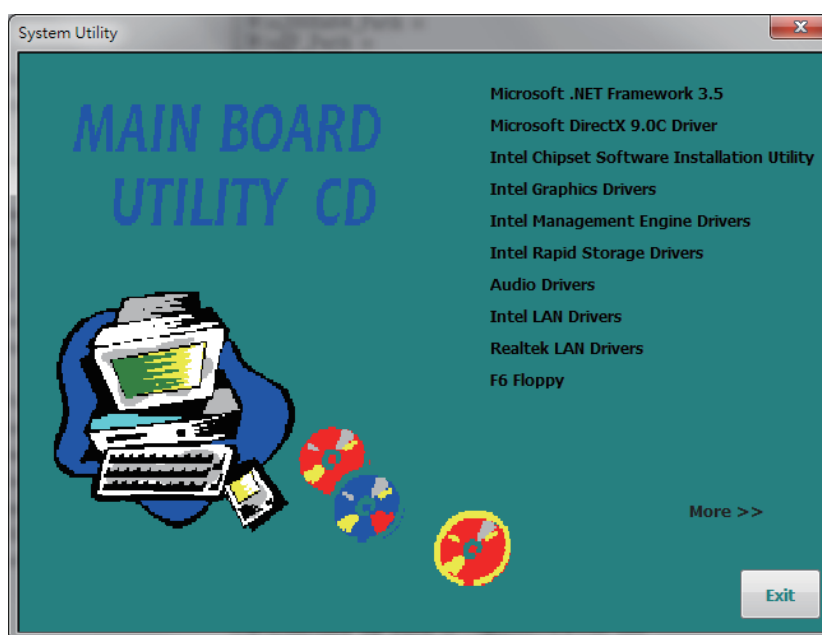 System Utility
MAIN BOARD
UTILITY CD
Microsoft .NET Framework 3.5
Microsoft DirectX 9.0C Driver
Intel Chipset Software Installation Utility
Intel Graphics Drivers
Intel Management Engine Drivers
Intel Rapid Storage Drivers
Audio Drivers
Intel LAN Drivers
Realtek LAN Drivers
F6 Floppy
More >>
Exit